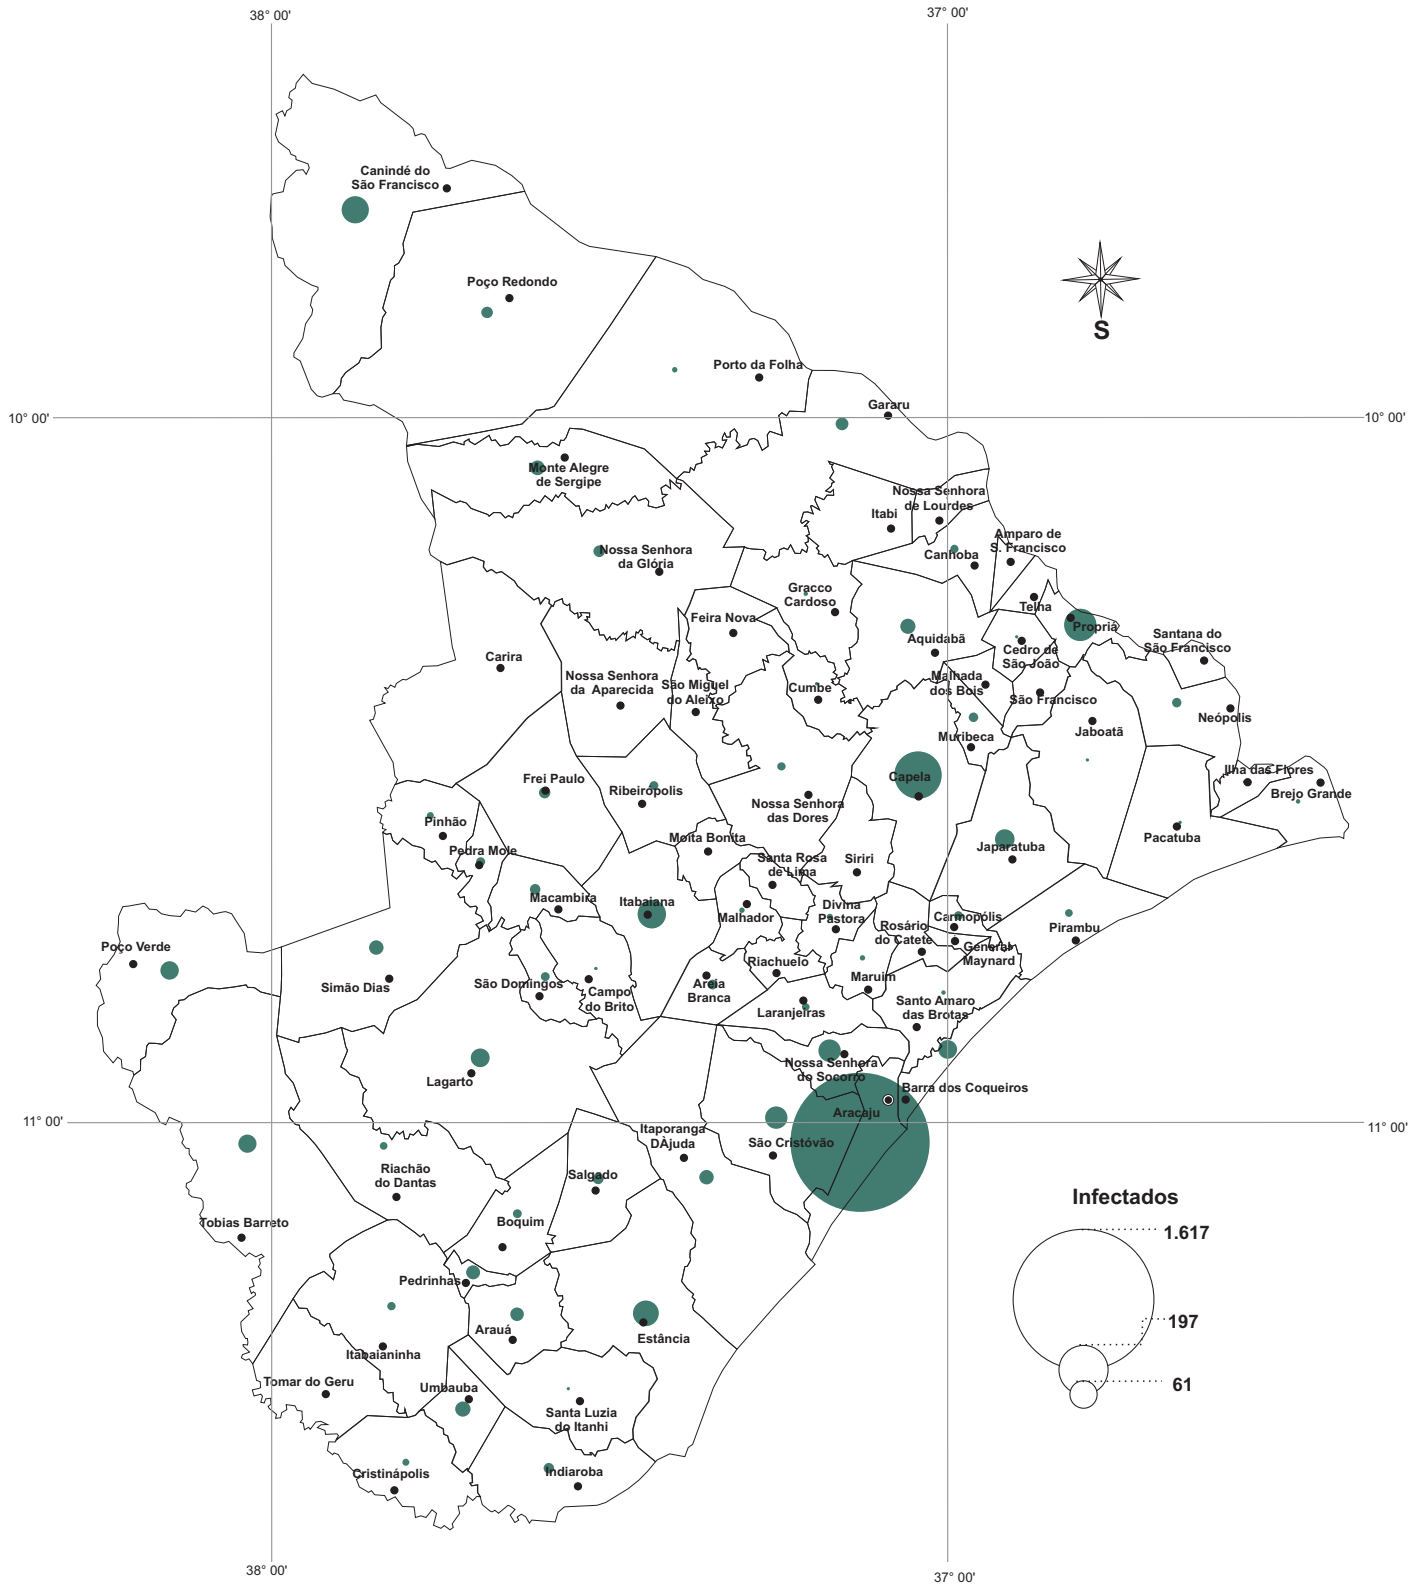 38° 00'
37° 00'
Canindé do
São Francisco
Poço Redondo
S
Porto da Folha
Gararu
10° 00'
10° 00'
Monte Alegre
de Sergipe
Nossa Senhora
de Lourdes
Itabi
Amparo de
S. Francisco
Canhoba
Nossa Senhora
da Glória
Gracco
Cardoso
Telha
Feira Nova
Propriá
Aquidabã
Santana do
São Francisco
Cedro de
São João
Carira
Nossa Senhora
da Aparecida
São Miguel
do Aleixo
Cumbe
Malhada
dos Bois
São Francisco
Neópolis
Jaboatã
Muribeca
Ilha das Flores
Brejo Grande
Frei Paulo
Ribeirópolis
Capela
Nossa Senhora
das Dores
Pinhão
Moita Bonita
Pacatuba
Pedra Mole
Santa Rosa
de Lima
Siriri
Japaratuba
Macambira
Itabaiana
Malhador
Divina
Pastora
Carmopólis
Rosário
do Catete
Pirambu
General
Maynard
Poço Verde
Simão Dias
São Domingos
Campo
do Brito
Areia
Branca
Riachuelo
Maruim
Laranjeiras
Santo Amaro
das Brotas
Lagarto
Nossa Senhora
do Socorro
Barra dos Coqueiros
Aracaju
11° 00'
11° 00'
Itaporanga
DÀjuda
São Cristóvão
Riachão
do Dantas
Salgado
Tobias Barreto
Boquim
Infectados
1.617
197
61
Pedrinhas
Arauá
Estância
Itabaianinha
Tomar do Geru
Umbauba
Santa Luzia
do Itanhi
Cristinápolis
Indiaroba
38° 00'
37° 00'